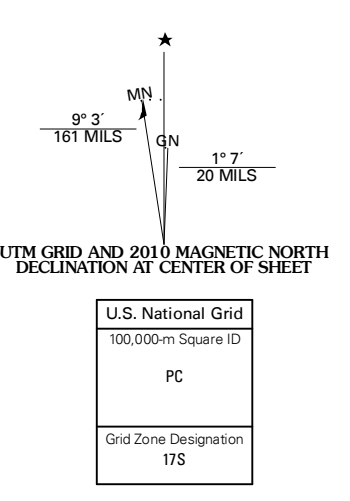 ★
MN
GN
9° 3´
161 MILS
1° 7´
20 MILS
UTM GRID AND 2010 MAGNETIC NORTH
DECLINATION AT CENTER OF SHEET
U.S. National Grid
100,000-m Square ID
PC
Grid Zone Designation
17S